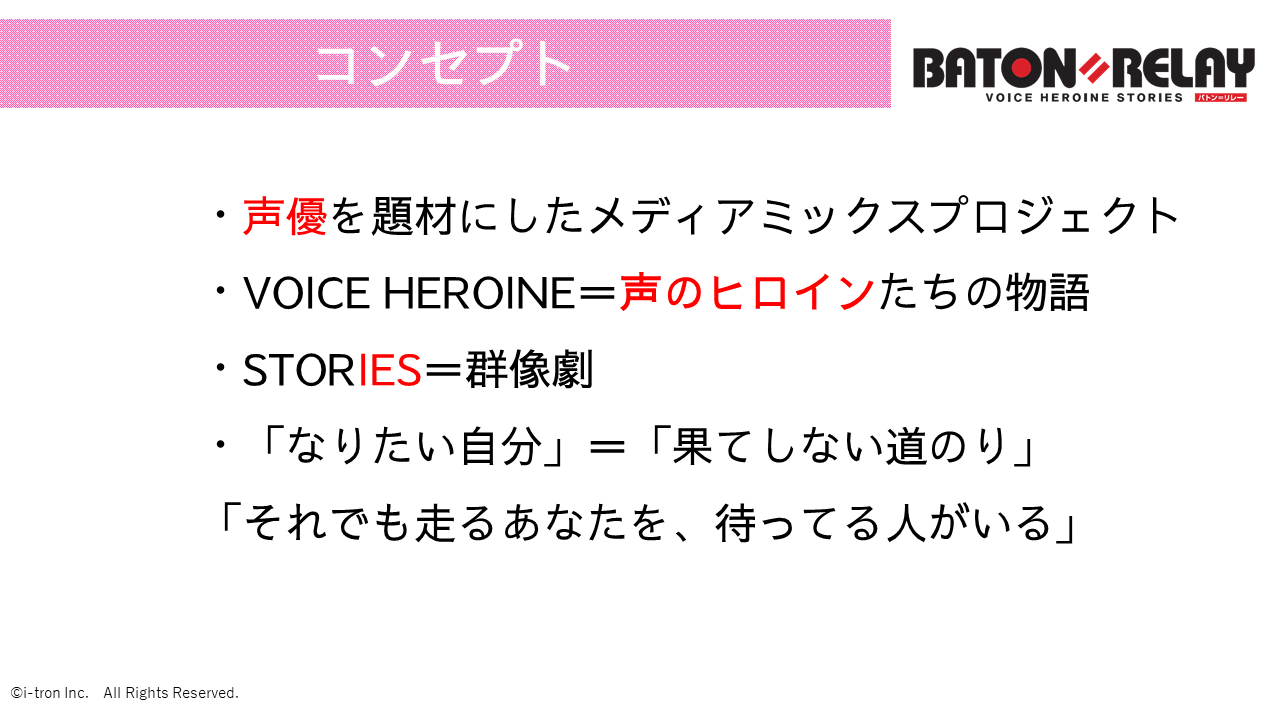 コンセプト
BATON=RELAY
VOICE HEROINE STORIES バトン=リレー
・声優を題材にしたメディアミックスプロジェクト
・VOICE HEROINE＝声のヒロインたちの物語
・STORIES＝群像劇
・「なりたい自分」＝「果てしない道のり」
「それでも走るあなたを、待ってる人がいる」
©i-tron Inc.　All Rights Reserved.